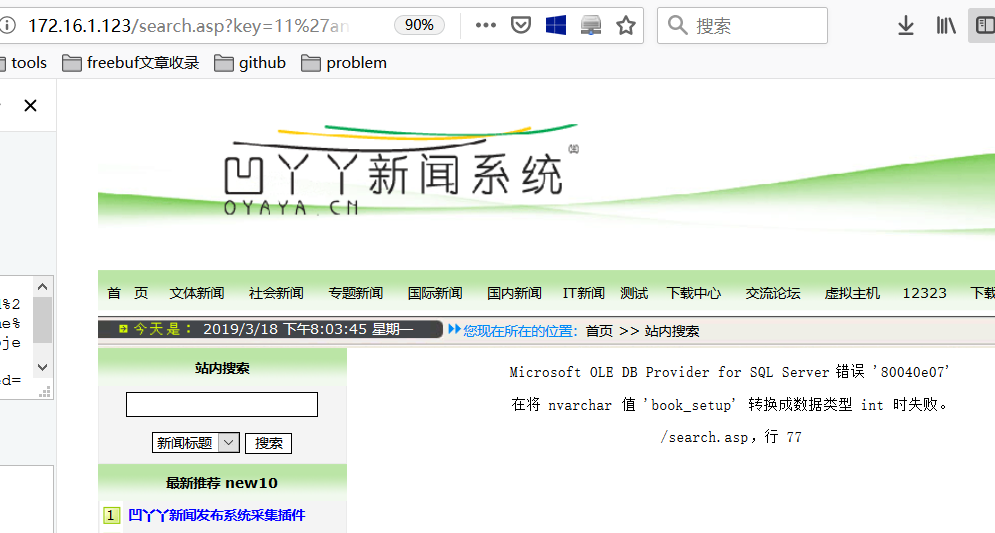 172.16.1.123/search.asp?key=11%27an 90% 搜索
tools freebuf文章收录 github problem
凹丫丫新闻系统
OYAYA.CN
首 页 文体新闻 社会新闻 专题新闻 国际新闻 国内新闻 IT新闻 测试 下载中心 交流论坛 虚拟主机 12323 下载
今天是： 2019/3/18 下午8:03:45 星期一 您现在所在的位置：首页 >> 站内搜索
%2
e%
je
d=
站内搜索
新闻标题 搜索
最新推荐 new10
1 凹丫丫新闻发布系统采集插件
Microsoft OLE DB Provider for SQL Server 错误 '80040e07'
在将 nvarchar 值 'book_setup' 转换成数据类型 int 时失败。
/search.asp，行 77